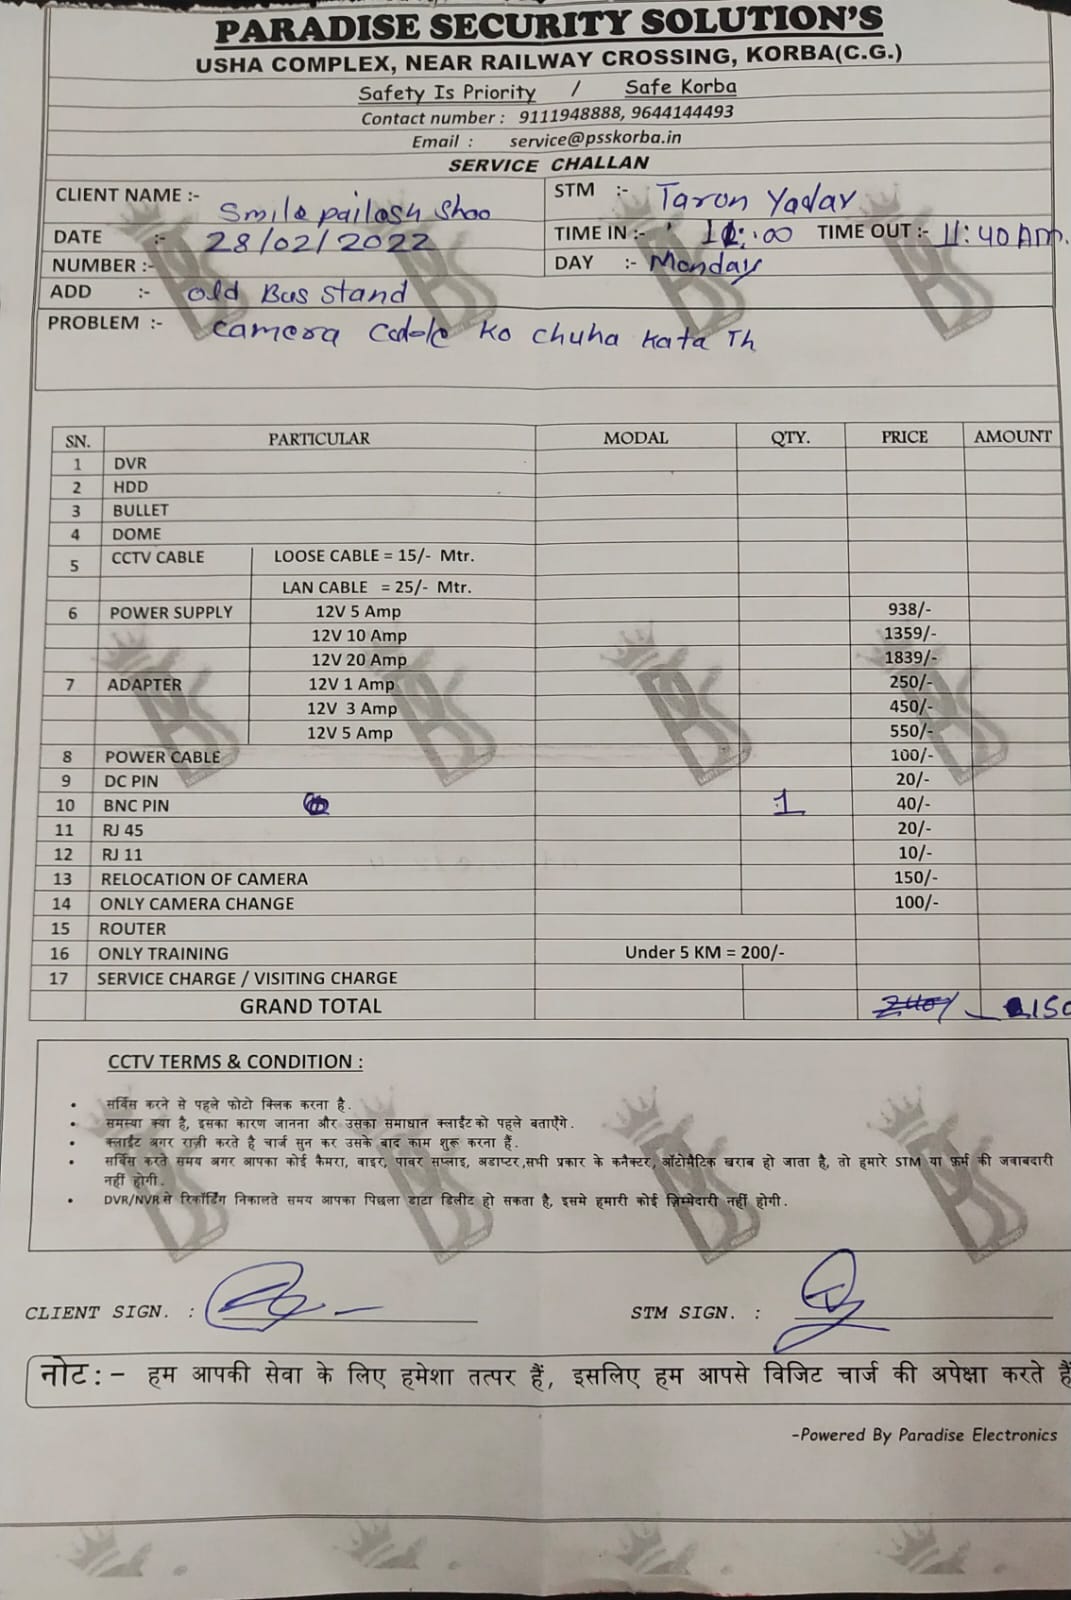 PARADISE SECURITY SOLUTION'S
USHA COMPLEX, NEAR RAILWAY CROSSING, KORBA(C.G.)
Safety Is Priority / Safe Korba
Contact number : 9111948888, 9644144493
Email : service@psskorba.in
SERVICE CHALLAN
CLIENT NAME :- Smile pailash Shoo
STM :- Taron Yadav
DATE :- 28/02/2022
TIME IN :- TIME OUT :- 11:40 AM.
NUMBER :-
DAY :- Monday
ADD :- old Bus stand
PROBLEM :- Camera Cable ko chuha kata Th
SN. PARTICULAR MODAL QTY. PRICE AMOUNT
1 DVR
2 HDD
3 BULLET
4 DOME
5 CCTV CABLE LOOSE CABLE = 15/- Mtr.
LAN CABLE = 25/- Mtr.
6 POWER SUPPLY 12V 5 Amp 938/-
12V 10 Amp 1359/-
12V 20 Amp 1839/-
7 ADAPTER 12V 1 Amp 250/-
12V 3 Amp 450/-
12V 5 Amp 550/-
8 POWER CABLE 100/-
9 DC PIN 20/-
10 BNC PIN 1 40/-
11 RJ 45 20/-
12 RJ 11 10/-
13 RELOCATION OF CAMERA 150/-
14 ONLY CAMERA CHANGE 100/-
15 ROUTER
16 ONLY TRAINING Under 5 KM = 200/-
17 SERVICE CHARGE / VISITING CHARGE
GRAND TOTAL
CCTV TERMS & CONDITION :
• सर्विस करने से पहले फोटो क्लिक करना है.
• समस्या क्या है, इसका कारण जानना और उसका समाधान क्लाईंट को पहले बताएँगे.
• क्लाईंट अगर राज़ी करते है चार्ज सुन कर उसके बाद काम शुरू करना हैं.
• सर्विस करते समय अगर आपका कोई कैमरा, वाइर, पावर सप्लाइ, अडाप्टर,सभी प्रकार के कनैक्टर, ऑटोमैटिक खराब हो जाता है, तो हमारे STM या फ़र्म की जवाबदारी
नहीं होगी.
• DVR/NVR से रिकॉर्डिंग निकालते समय आपका पिछला डाटा डिलीट हो सकता है, इसमे हमारी कोई ज़िम्मेदारी नहीं होगी.
CLIENT SIGN. :
STM SIGN. :
नोट:- हम आपकी सेवा के लिए हमेशा तत्पर हैं, इसलिए हम आपसे विजिट चार्ज की अपेक्षा करते हैं
-Powered By Paradise Electronics